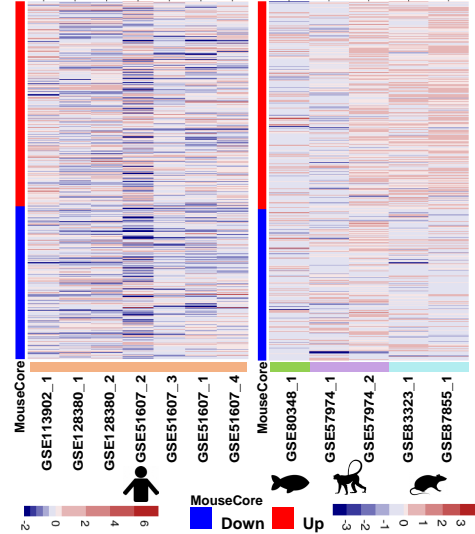 MouseCore
GSE113902_1
GSE128380_1
GSE128380_2
GSE51607_2
GSE51607_3
GSE51607_1
GSE51607_4
MouseCore
GSE80348_1
GSE57974_1
GSE57974_2
GSE83323_1
GSE87855_1
-2
0
2
4
6
MouseCore
Down
Up
-3
-2
-1
0
1
2
3